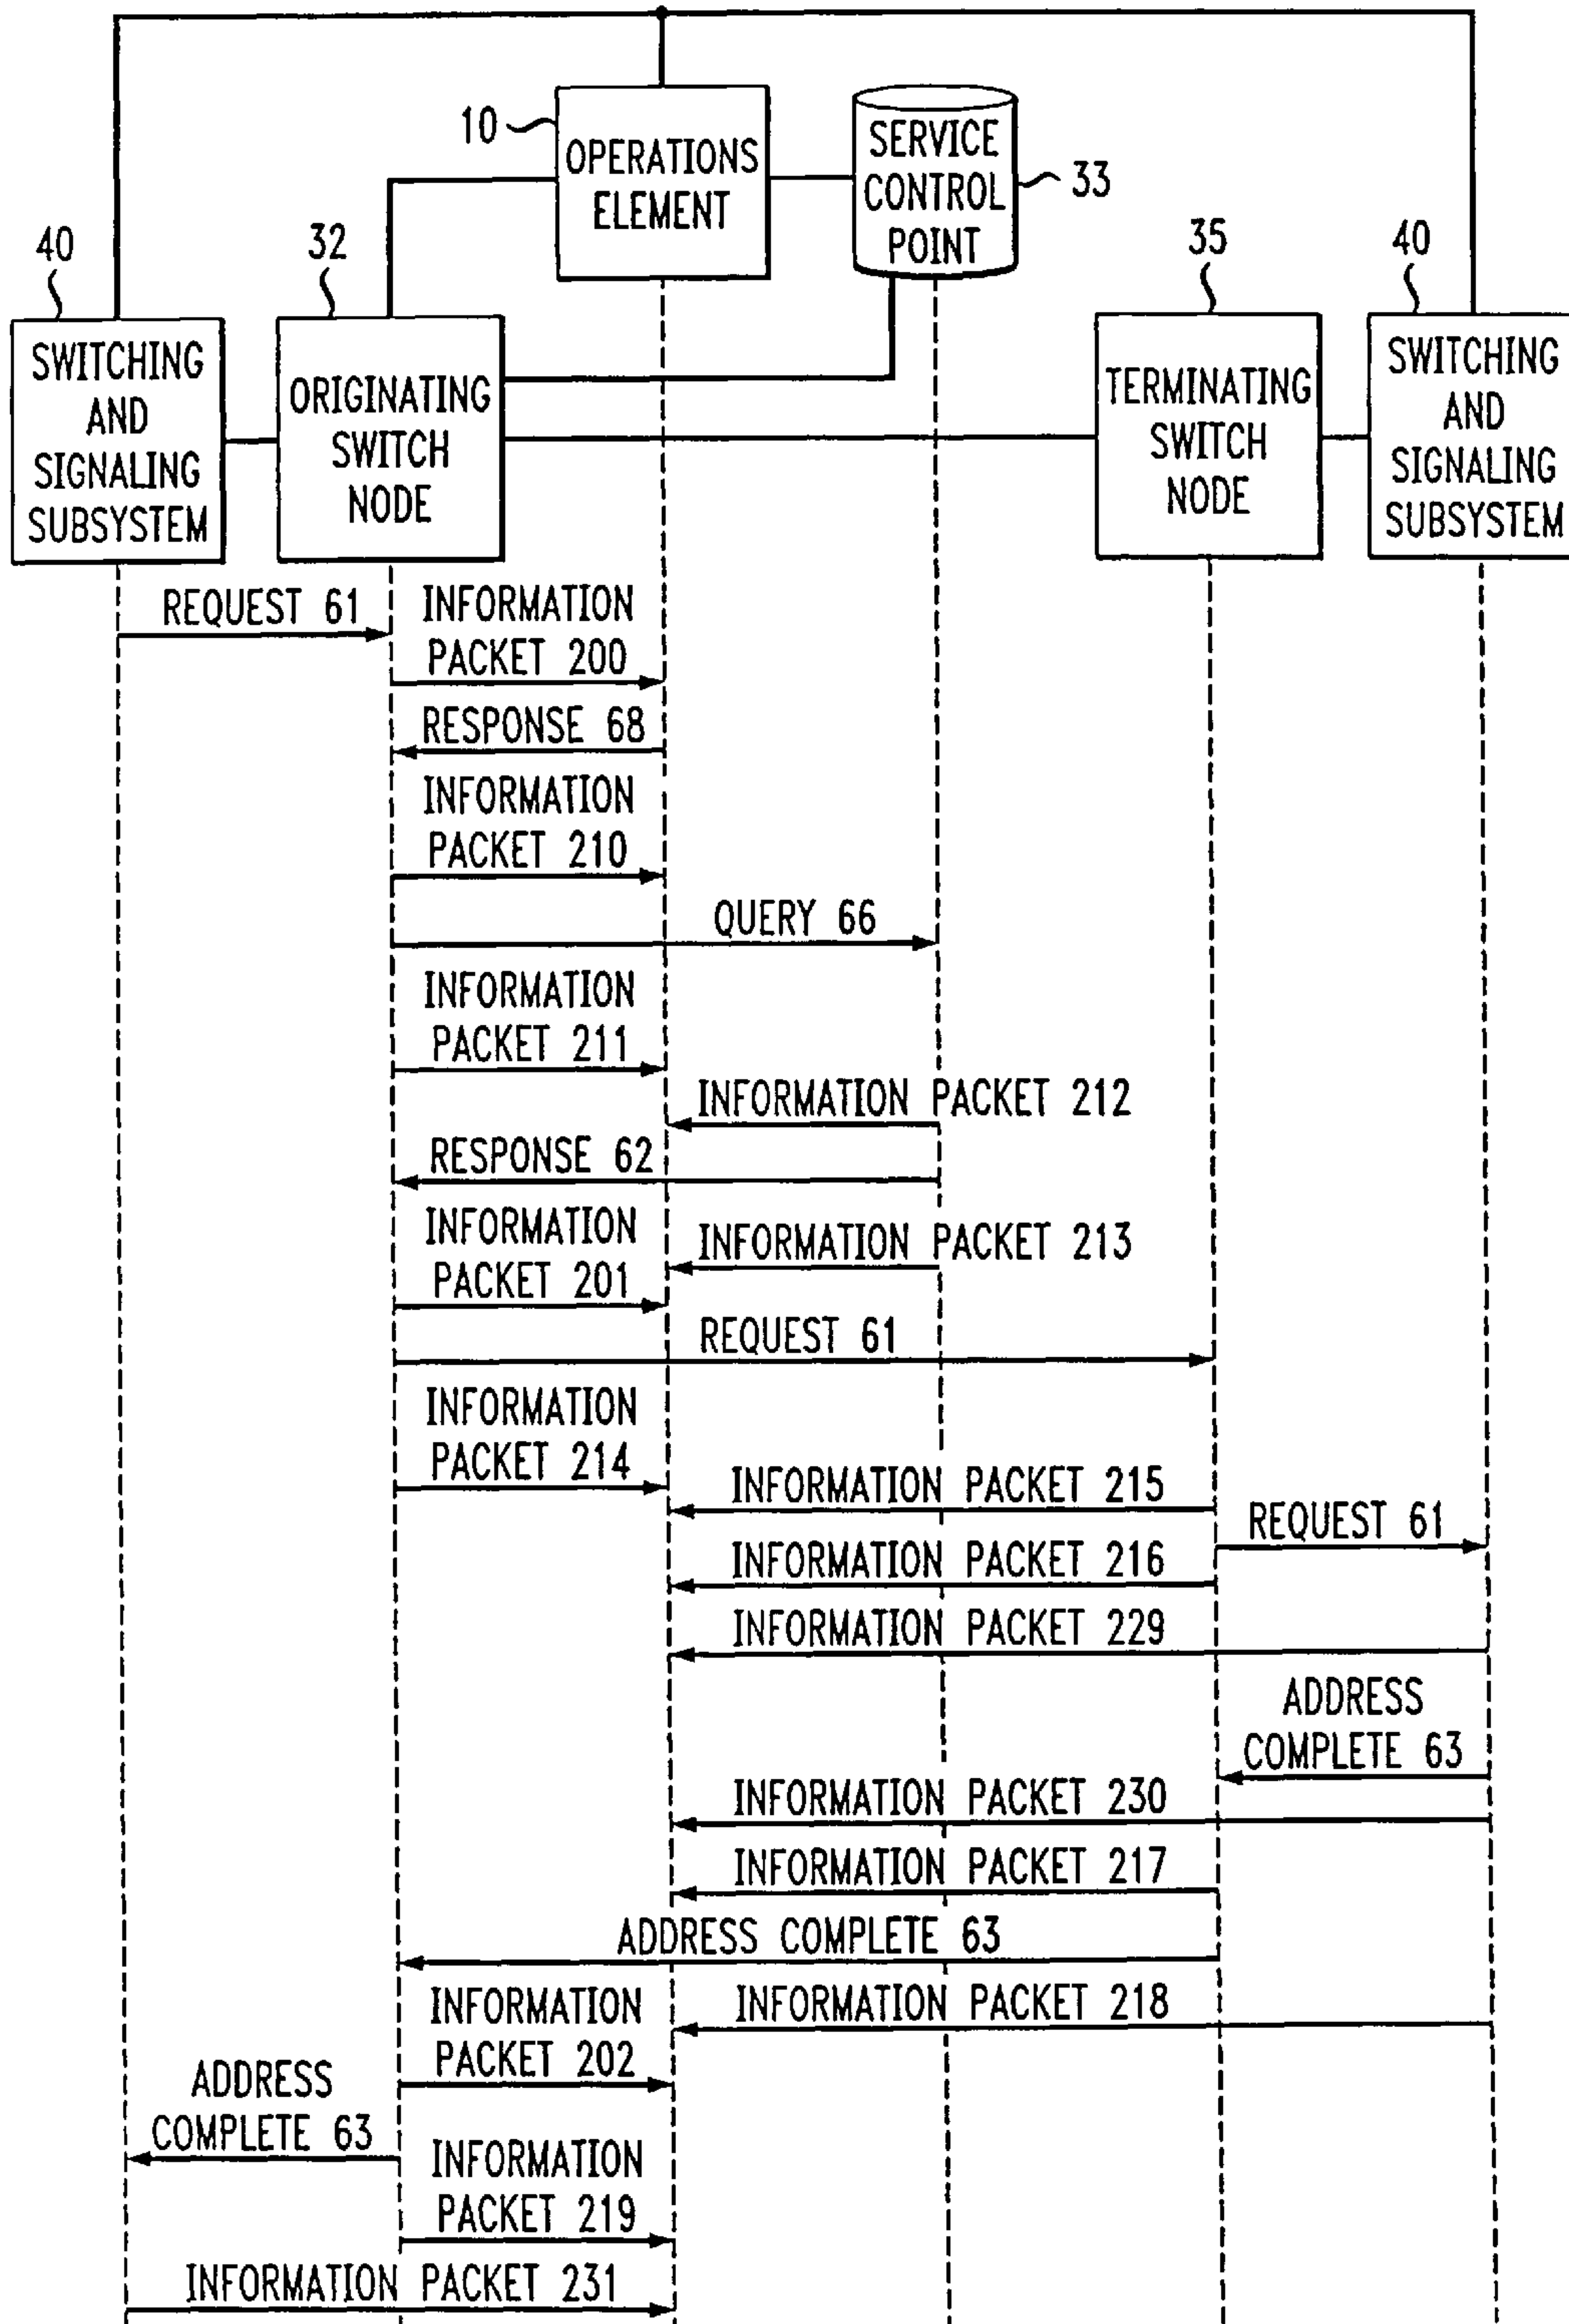 10
OPERATIONS
ELEMENT
SERVICE
CONTROL
POINT
33
40
32
35
40
SWITCHING
AND
SIGNALING
SUBSYSTEM
ORIGINATING
SWITCH
NODE
TERMINATING
SWITCH
NODE
SWITCHING
AND
SIGNALING
SUBSYSTEM
REQUEST 61
INFORMATION
PACKET 200
RESPONSE 68
INFORMATION
PACKET 210
QUERY 66
INFORMATION
PACKET 211
INFORMATION PACKET 212
RESPONSE 62
INFORMATION
PACKET 201
INFORMATION PACKET 213
REQUEST 61
INFORMATION
PACKET 214
INFORMATION PACKET 215
REQUEST 61
INFORMATION PACKET 216
INFORMATION PACKET 229
ADDRESS
COMPLETE 63
INFORMATION PACKET 230
INFORMATION PACKET 217
ADDRESS COMPLETE 63
INFORMATION
PACKET 202
INFORMATION PACKET 218
ADDRESS
COMPLETE 63
INFORMATION
PACKET 219
INFORMATION PACKET 231